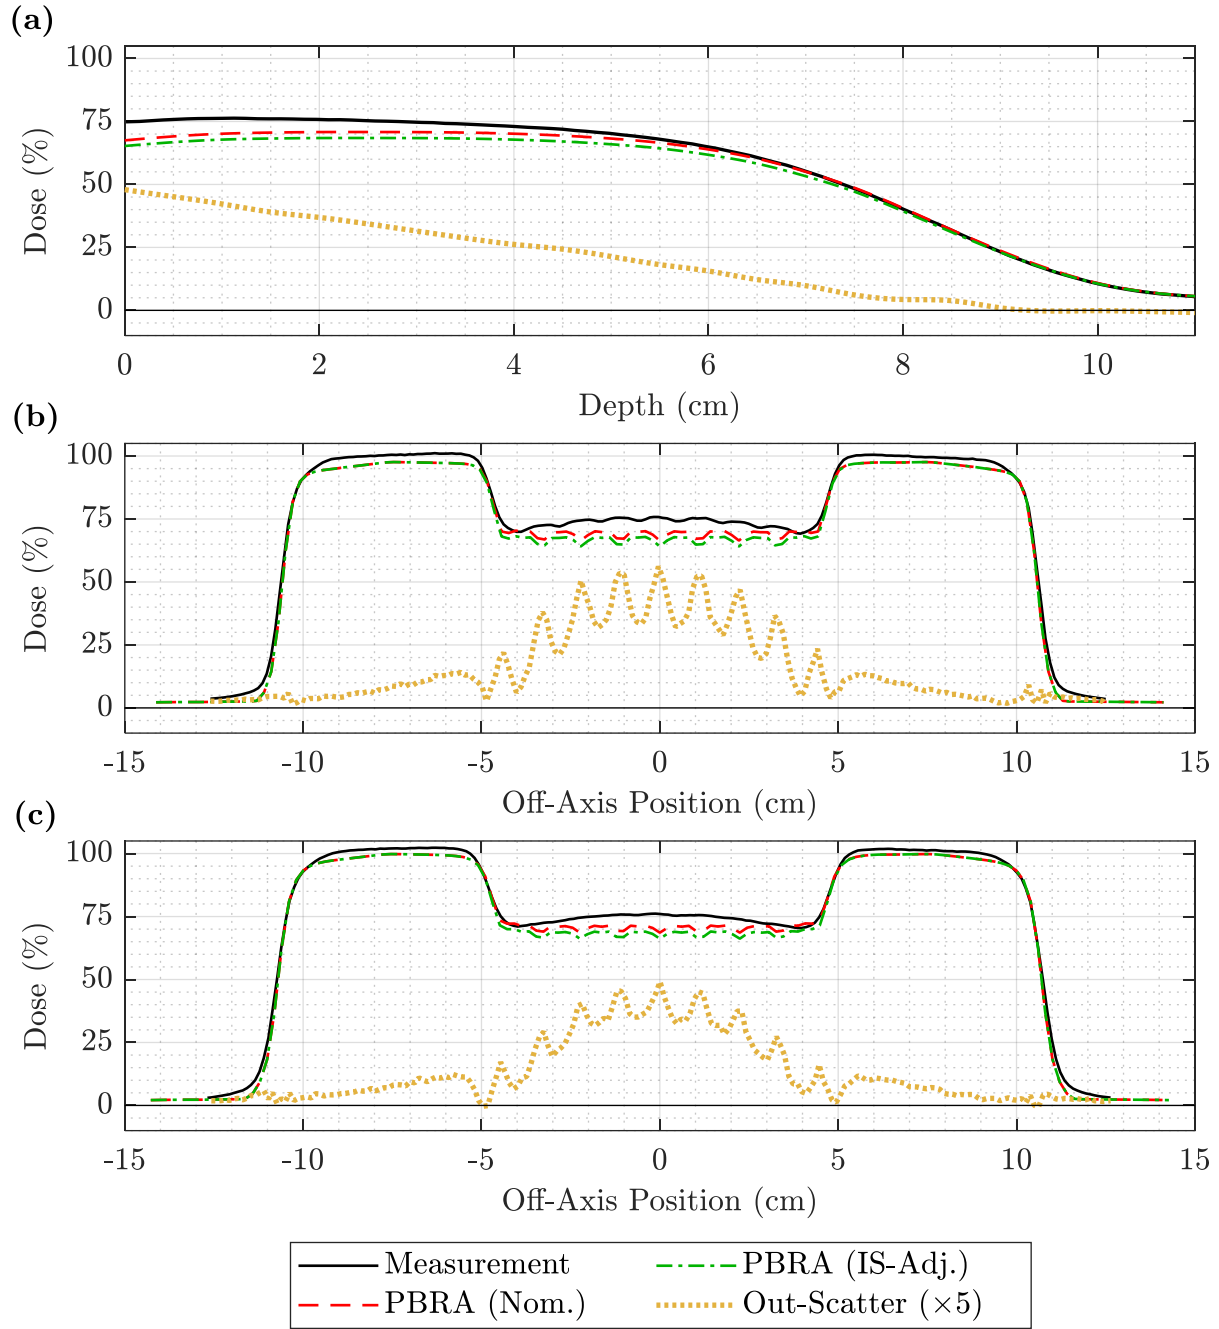 (a)
100
75
50
25
0
Dose (%)
0 2 4 6 8 10
Depth (cm)
(b)
100
75
50
25
0
Dose (%)
-15 -10 -5 0 5 10 15
Off-Axis Position (cm)
(c)
100
75
50
25
0
Dose (%)
-15 -10 -5 0 5 10 15
Off-Axis Position (cm)
Measurement PBRA (IS-Adj.)
PBRA (Nom.) Out-Scatter (×5)